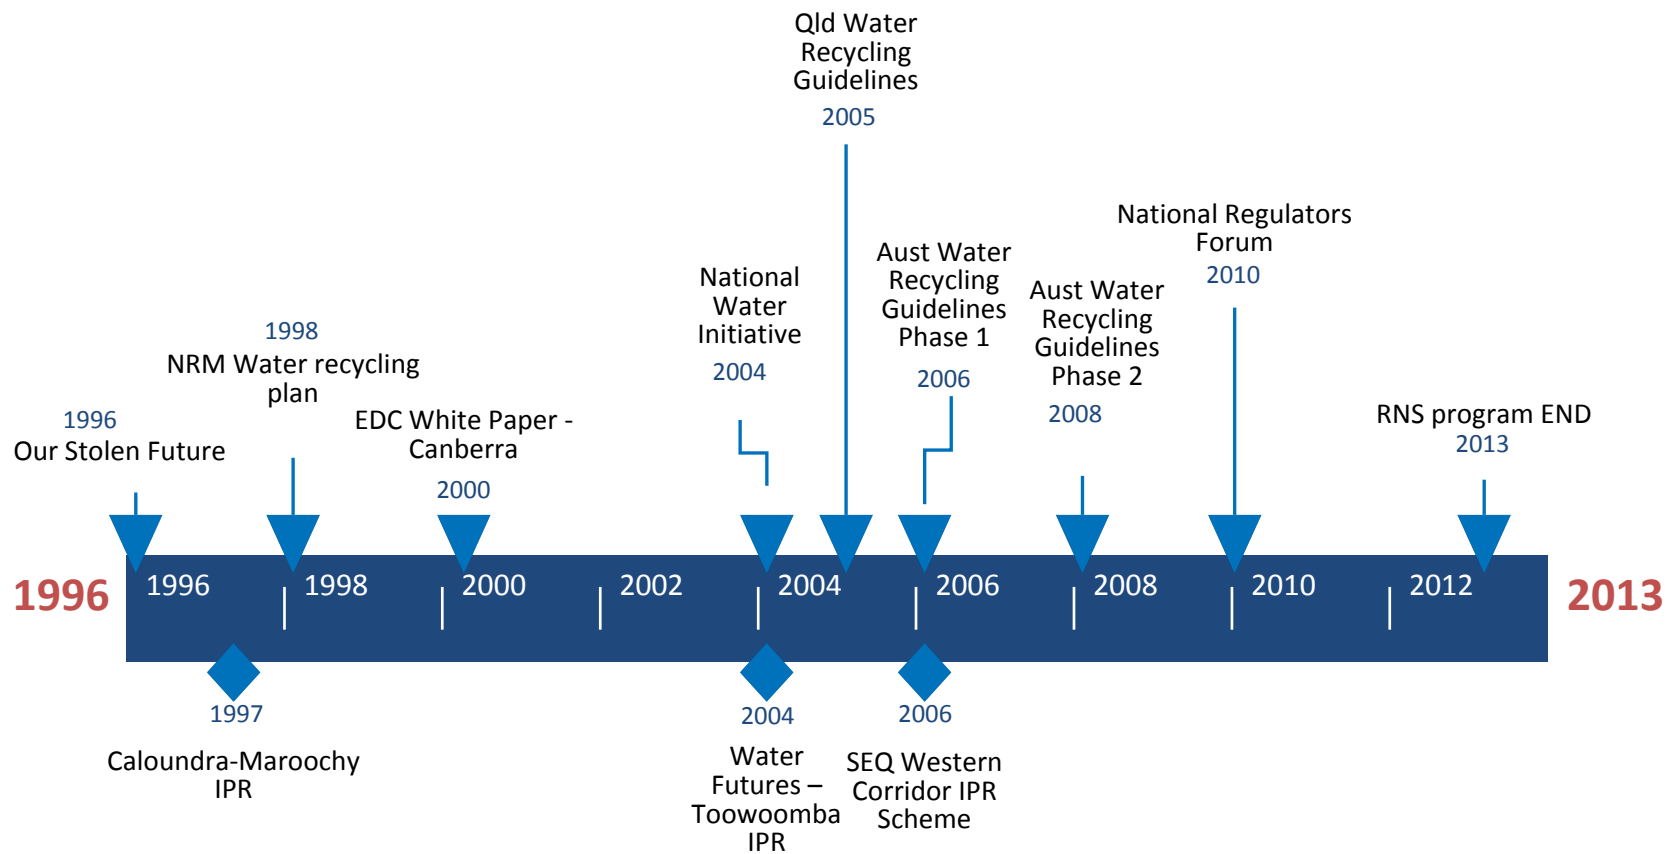 Qld Water
Recycling
Guidelines
2005
National Regulators
Forum
2010
Aust Water
Recycling
Guidelines
Phase 1
2006
National
Water
Initiative
2004
Aust Water
Recycling
Guidelines
Phase 2
2008
1998
NRM Water recycling
plan
1996
Our Stolen Future
EDC White Paper -
Canberra
2000
RNS program END
2013
1996
1996 1998 2000 2002 2004 2006 2008 2010 2012
2013
1997
Caloundra-Maroochy
IPR
2004
Water
Futures –
Toowoomba
IPR
2006
SEQ Western
Corridor IPR
Scheme